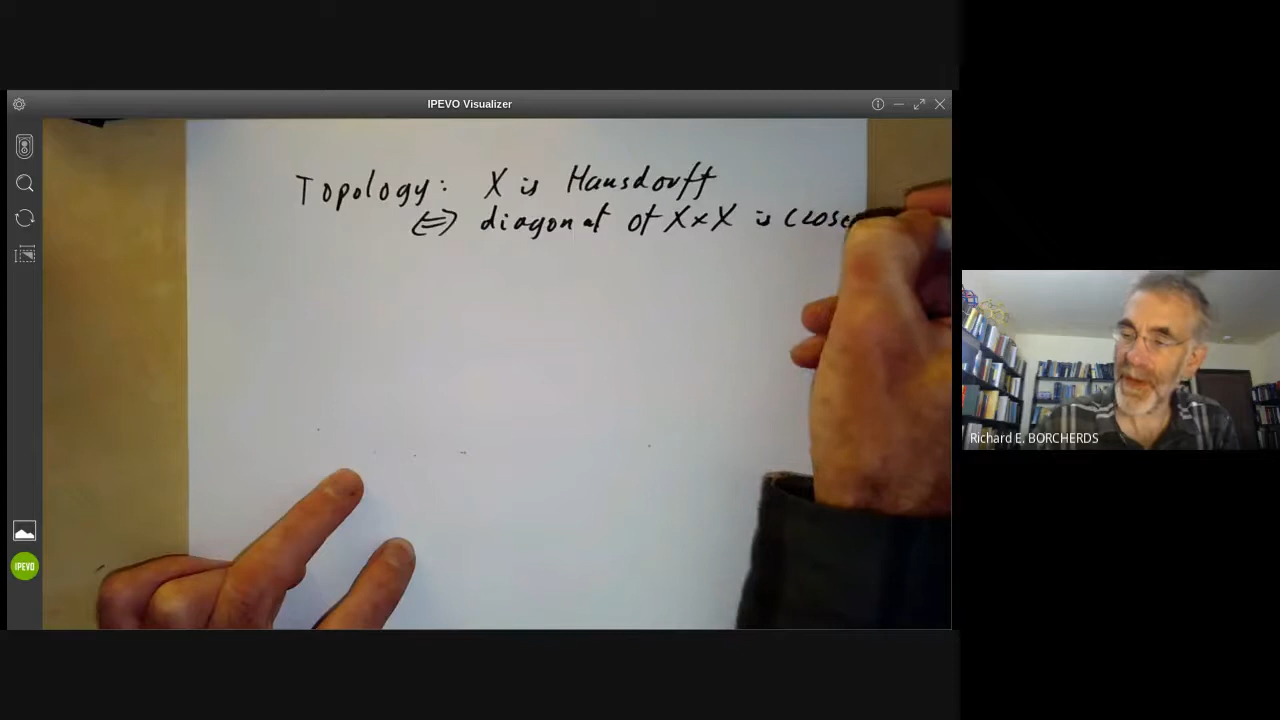 IPEVO Visualizer
Topology: X is Hausdorff
⇔ diagonal of X×X is close
IPEVO
Richard E. BORCHERDS